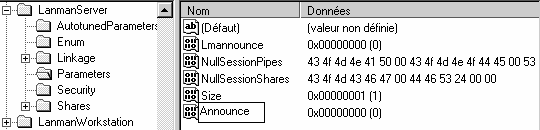 LanmanServer
AutotunedParameters
Enum
Linkage
Parameters
Security
Shares
LanmanWorkstation
Nom Données
(Défaut) (valeur non définie)
Lmannounce 0x00000000 (0)
NullSessionPipes 43 4f 4d 4e 41 50 00 43 4f 4d 4e 4f 44 45 00 53
NullSessionShares 43 4f 4d 43 46 47 00 44 46 53 24 00 00
Size 0x00000001 (1)
Announce 0x00000000 (0)